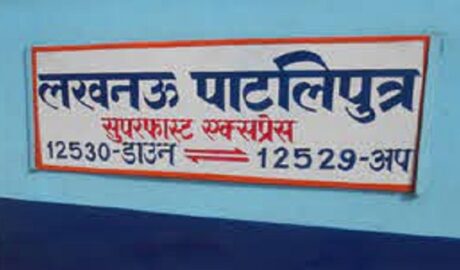 लखनऊ पाटलिपुत्र
सुपरफास्ट एक्सप्रेस
12530-डाउन ⇌ 12529-अप